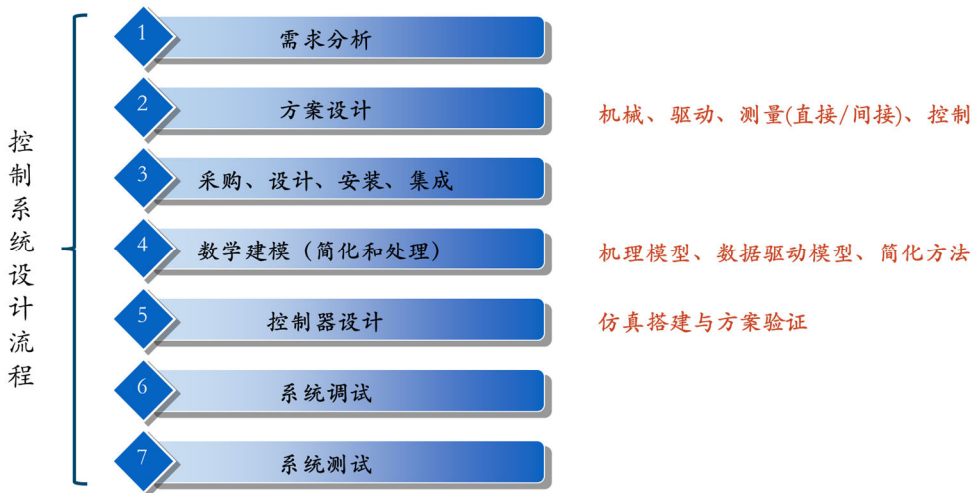 控制系统设计流程
1 需求分析
2 方案设计
机械、驱动、测量(直接/间接)、控制
3 采购、设计、安装、集成
4 数学建模（简化和处理）
机理模型、数据驱动模型、简化方法
5 控制器设计
仿真搭建与方案验证
6 系统调试
7 系统测试